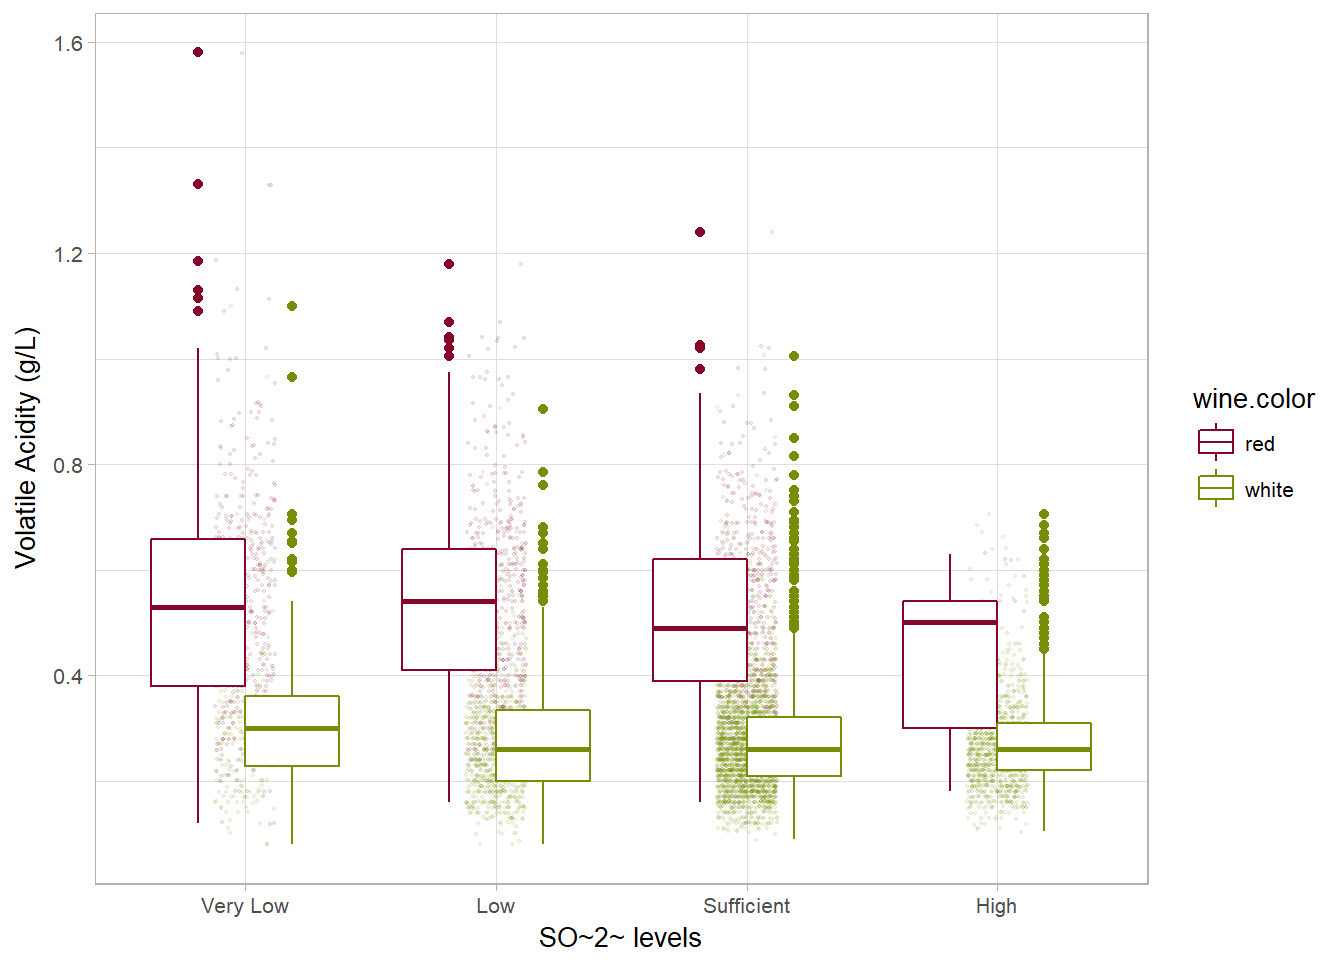 1.6
1.2
0.8
0.4
Volatile Acidity (g/L)
Very Low
Low
Sufficient
High
SO~2~ levels
wine.color
red
white